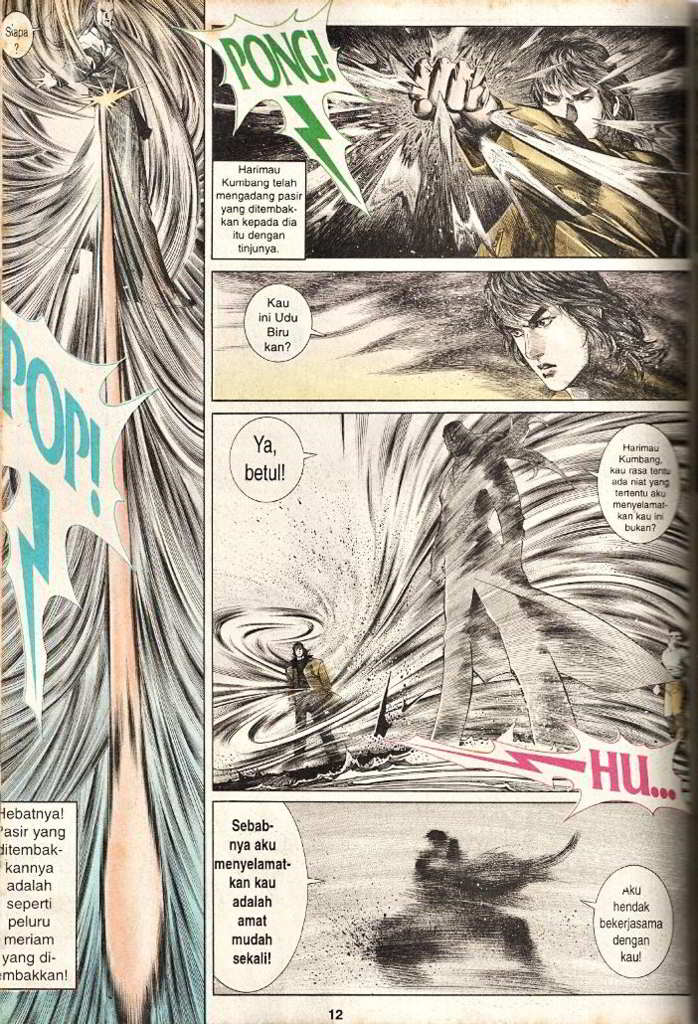 Siapa
?
POP!
Hebatnya!
Pasir yang
ditembak-
kannya
adalah
seperti
peluru
meriam
yang di-
tembakkan!
PONG!
Harimau
Kumbang telah
mengadang pasir
yang ditembak-
kan kepada dia
itu dengan
tinjunya.
Kau
ini Udu
Biru
kan?
Ya,
betul!
Harimau
Kumbang,
kau rasa tentu
ada niat yang
tertentu aku
menyelamat-
kan kau ini
bukan?
HU...
Sebab-
nya aku
menyelamat-
kan kau
adalah
amat
mudah
sekali!
Aku
hendak
bekerjasama
dengan
kau!
12